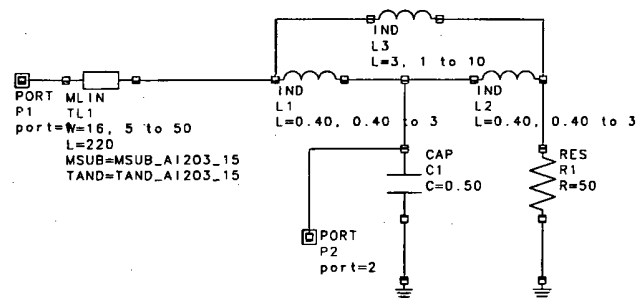 IND
L3
L=3, 1 to 10
PORT
P1
port=
MLIN
TL1
W=16, 5 to 50
L=220
MSUB=MSUB_Al203_15
TAND=TAND_Al203_15
IND
L1
L=0.40, 0.40 to 3
IND
L2
L=0.40, 0.40 to 3
CAP
C1
C=0.50
RES
R1
R=50
PORT
P2
port=2